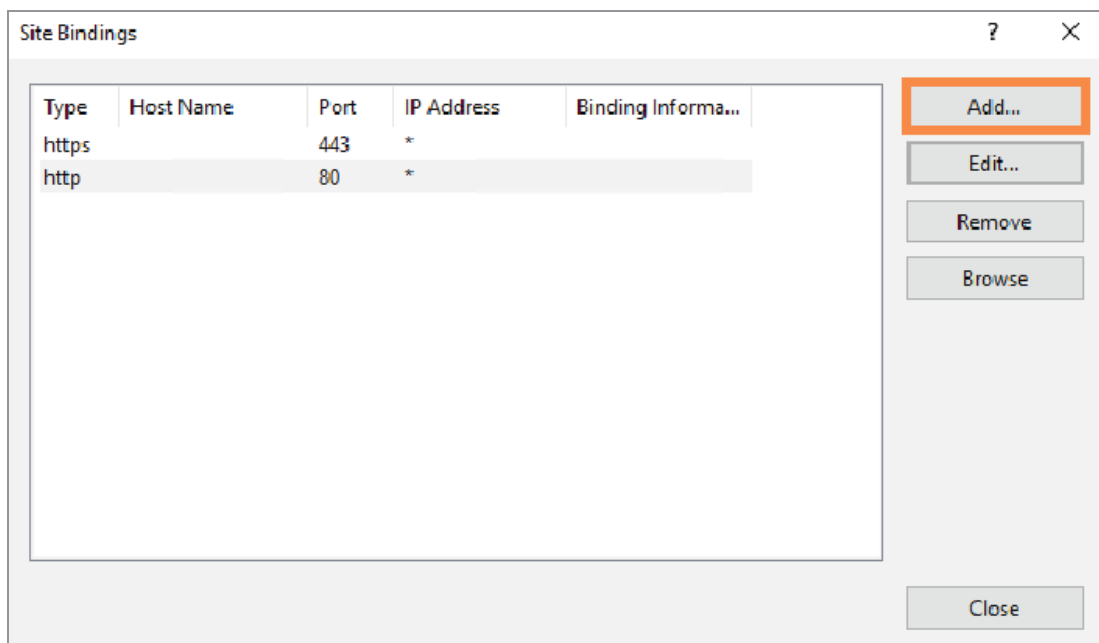 Site Bindings ? ×
Type Host Name Port IP Address Binding Informa...
https 443 *
http 80 *
Add...
Edit...
Remove
Browse
Close